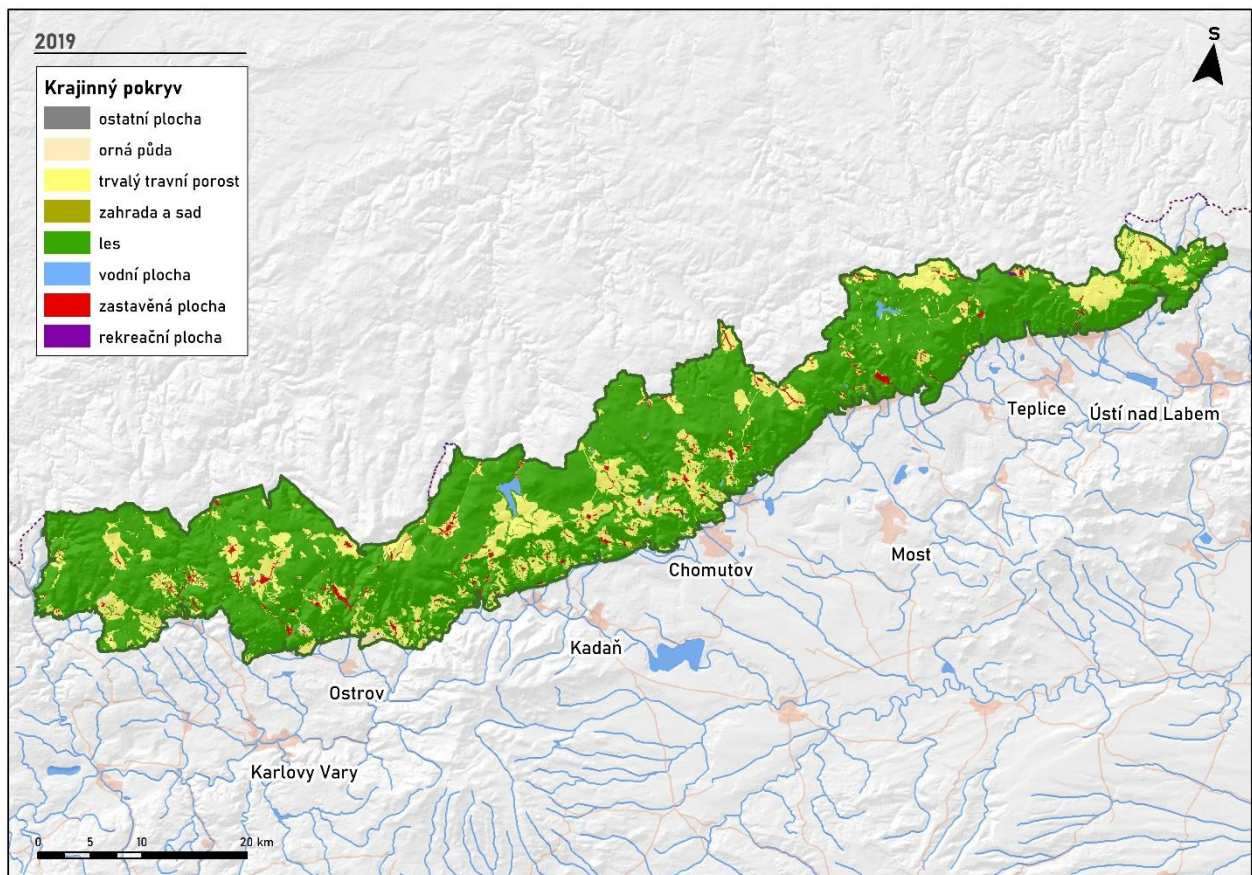 2019
S
Krajinný pokryv
ostatní plocha
orná půda
trvalý travní porost
zahrada a sad
les
vodní plocha
zastavěná plocha
rekreační plocha
Teplice
Ústí nad Labem
Most
Chomutov
Kadaň
Ostrov
Karlovy Vary
0 5 10 20 km